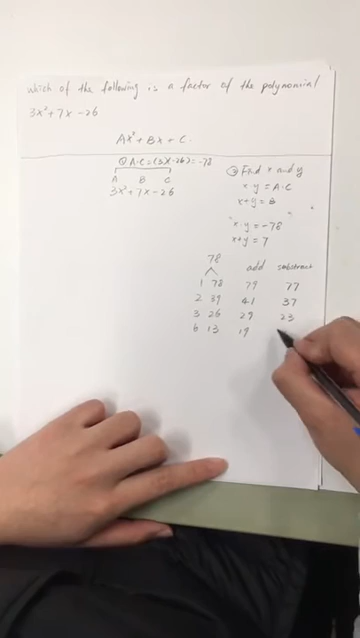 which of the following is a factor of the polynomial
3x²+7x-26
Ax²+Bx+C.
① A·C=(3)(-26)=-78
A B C
3x²+7x-26
② Find x and y
x·y = A·C
x+y = B
"x·y = -78"
x+y = 7
78
add substract
1 78 79 77
2 39 41 37
3 26 29 23
6 13 19